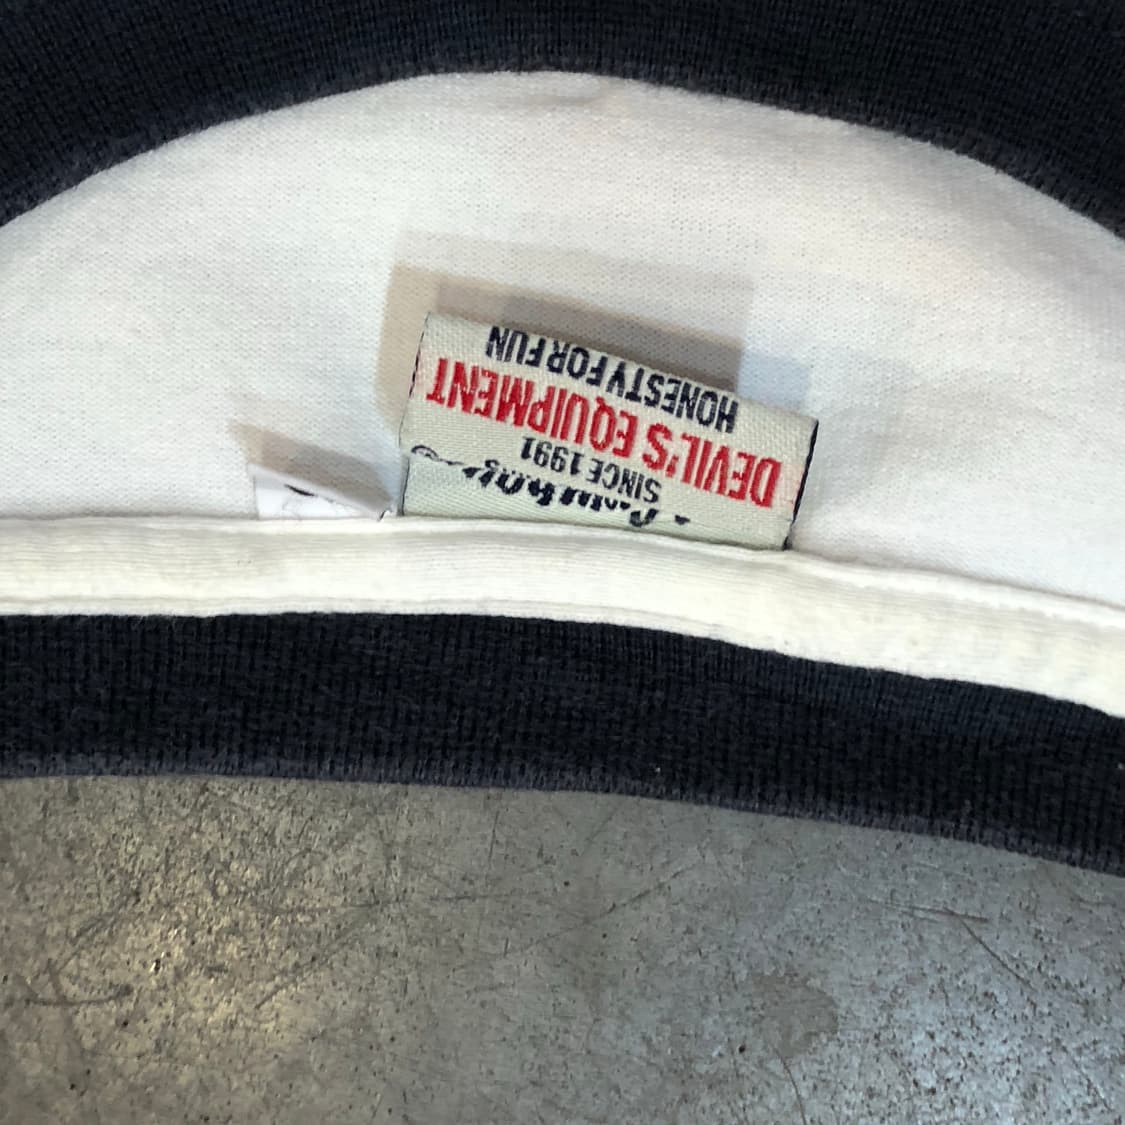 SINCE 1991
DEVIL'S EQUIPMENT
HONESTY FOR FUN